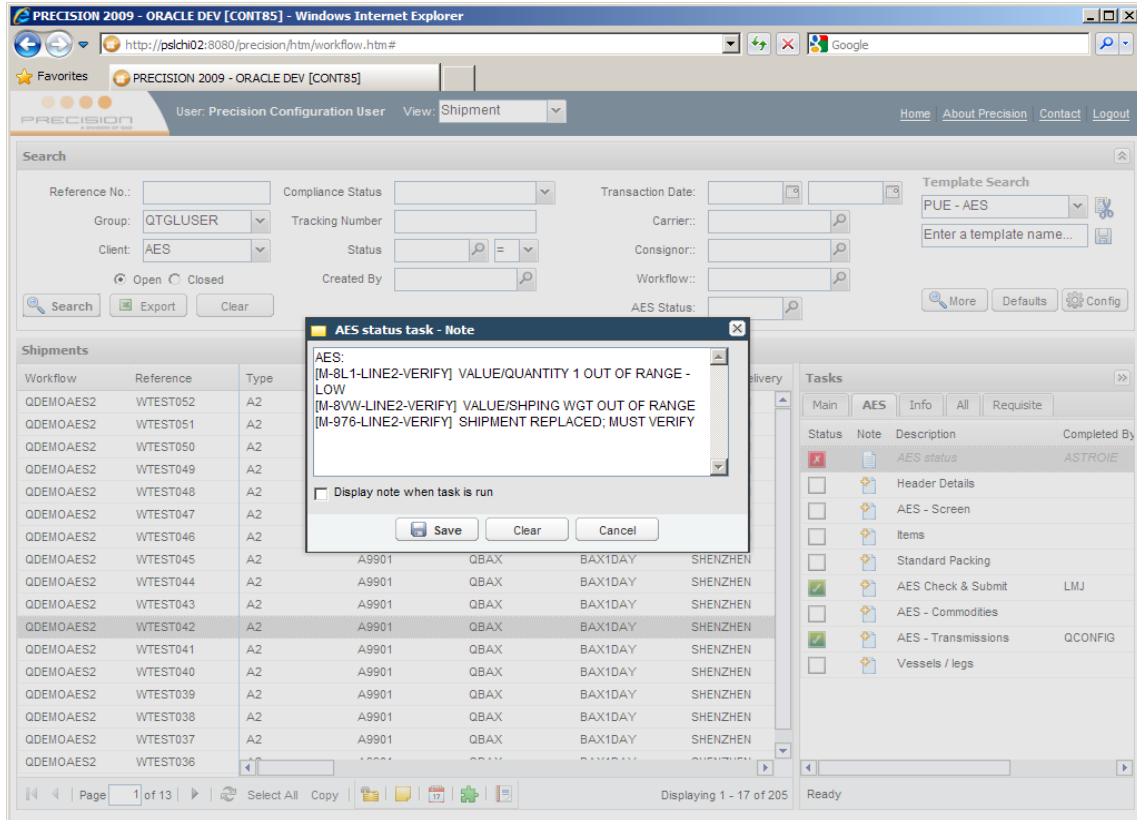 PRECISION 2009 - ORACLE DEV [CONT85] - Windows Internet Explorer
http://pslchi02:8080/precision/htm/workflow.htm#
Google
Favorites
PRECISION 2009 - ORACLE DEV [CONT85]
PRECISION
User: Precision Configuration User View: Shipment
Home About Precision Contact Logout
Search
Reference No.: Compliance Status Transaction Date: Template Search
Group: QTGLUSER Tracking Number Carrier:: PUE - AES
Client: AES Status = Consignor:: Enter a template name...
Open Closed Created By Workflow::
Search Export Clear AES Status: More Defaults Config
AES status task - Note
AES:
[M-8L1-LINE2-VERIFY] VALUE/QUANTITY 1 OUT OF RANGE -
LOW
[M-8VW-LINE2-VERIFY] VALUE/SHPING WGT OUT OF RANGE
[M-976-LINE2-VERIFY] SHIPMENT REPLACED; MUST VERIFY
Display note when task is run
Save Clear Cancel
Shipments
Workflow Reference Type elivery
QDEMOAES2 WTEST052 A2
QDEMOAES2 WTEST051 A2
QDEMOAES2 WTEST050 A2
QDEMOAES2 WTEST049 A2
QDEMOAES2 WTEST048 A2
QDEMOAES2 WTEST047 A2
QDEMOAES2 WTEST046 A2
QDEMOAES2 WTEST045 A2 A9901 QBAX BAX1DAY SHENZHEN
QDEMOAES2 WTEST044 A2 A9901 QBAX BAX1DAY SHENZHEN
QDEMOAES2 WTEST043 A2 A9901 QBAX BAX1DAY SHENZHEN
QDEMOAES2 WTEST042 A2 A9901 QBAX BAX1DAY SHENZHEN
QDEMOAES2 WTEST041 A2 A9901 QBAX BAX1DAY SHENZHEN
QDEMOAES2 WTEST040 A2 A9901 QBAX BAX1DAY SHENZHEN
QDEMOAES2 WTEST039 A2 A9901 QBAX BAX1DAY SHENZHEN
QDEMOAES2 WTEST038 A2 A9901 QBAX BAX1DAY SHENZHEN
QDEMOAES2 WTEST037 A2 A9901 QBAX BAX1DAY SHENZHEN
QDEMOAES2 WTEST036
Page 1 of 13 Select All Copy 17 Displaying 1 - 17 of 205
Tasks
Main AES Info All Requisite
Status Note Description Completed By
AES status ASTROIE
Header Details
AES - Screen
Items
Standard Packing
AES Check & Submit LMJ
AES - Commodities
AES - Transmissions QCONFIG
Vessels / legs
Ready